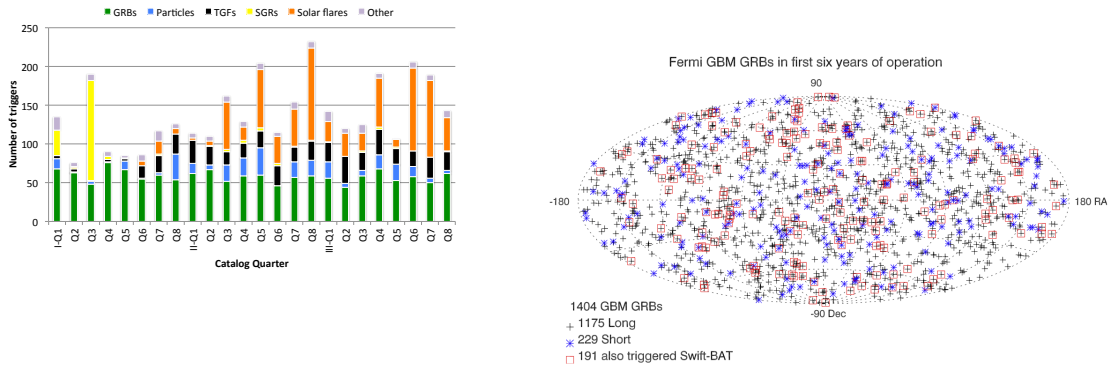 GRBs Particles TGFs SGRs Solar flares Other
250
200
150
100
50
0
Number of triggers
I-Q1 Q2 Q3 Q4 Q5 Q6 Q7 Q8 II-Q1 Q2 Q3 Q4 Q5 Q6 Q7 Q8 III-Q1 Q2 Q3 Q4 Q5 Q6 Q7 Q8
Catalog Quarter
Fermi GBM GRBs in first six years of operation
90
-180
180 RA
-90 Dec
1404 GBM GRBs
1175 Long
229 Short
191 also triggered Swift-BAT